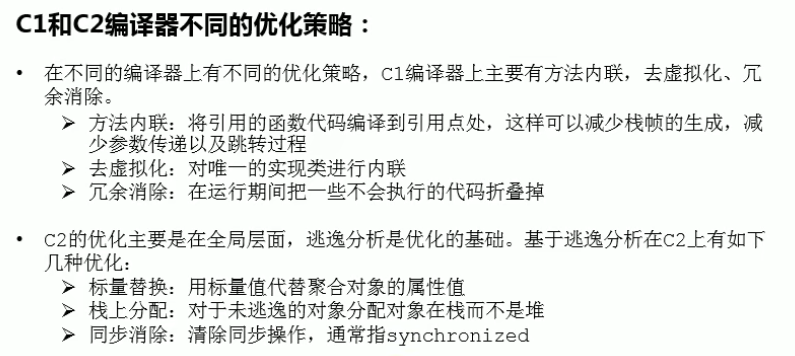 C1和C2编译器不同的优化策略：
• 在不同的编译器上有不同的优化策略，C1编译器上主要有方法内联，去虚拟化、冗
余消除。
➢ 方法内联：将引用的函数代码编译到引用点处，这样可以减少栈帧的生成，减
少参数传递以及跳转过程
➢ 去虚拟化：对唯一的实现类进行内联
➢ 冗余消除：在运行期间把一些不会执行的代码折叠掉
• C2的优化主要是在全局层面，逃逸分析是优化的基础。基于逃逸分析在C2上有如下
几种优化：
➢ 标量替换：用标量值代替聚合对象的属性值
➢ 栈上分配：对于未逃逸的对象分配对象在栈而不是堆
➢ 同步消除：清除同步操作，通常指synchronized